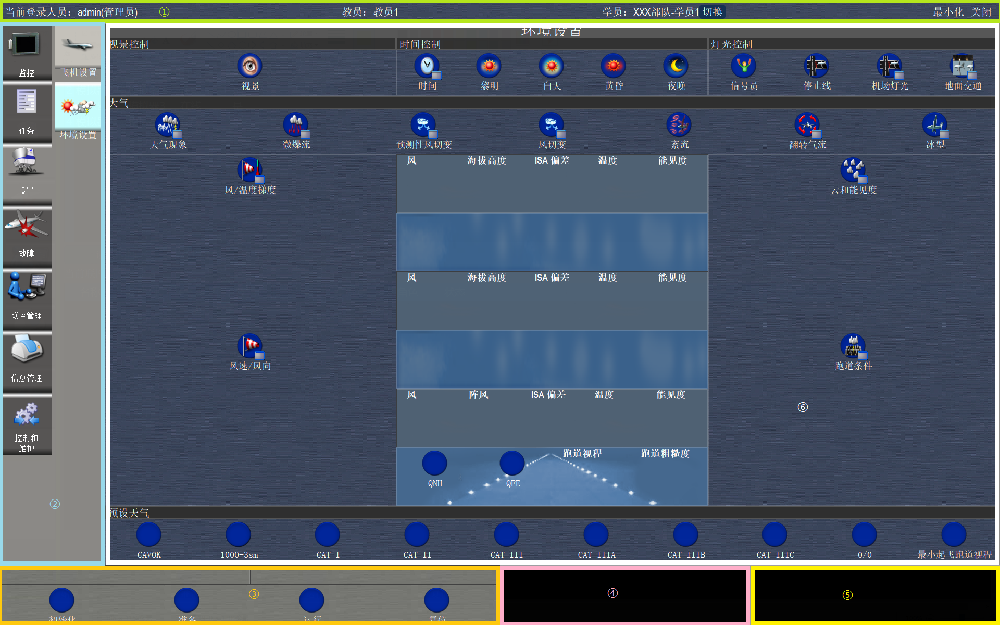 当前登录人员：admin(管理员) ① 教员：教员1 学员：XXX部队-学员1 切换 最小化 关闭
监控
任务
设置
故障
联网管理
信息管理
控制和
维护
飞机设置
环境设置
②
环境设置
视景控制 时间控制 灯光控制
视景 时间 黎明 白天 黄昏 夜晚 信号员 停止线 机场灯光 地面交通
大气
天气现象 微爆流 预测性风切变 风切变 紊流 翻转气流 冰型
风/温度梯度
风速/风向
风 海拔高度 ISA 偏差 温度 能见度
风 海拔高度 ISA 偏差 温度 能见度
风 阵风 ISA 偏差 温度 能见度
跑道视程 跑道粗糙度
QNH QFE
云和能见度
跑道条件
⑥
预设天气
CAVOK 1000-3sm CAT I CAT II CAT III CAT IIIA CAT IIIB CAT IIIC 0/0 最小起飞跑道视程
③
初始化 准备 运行 复位
④
⑤